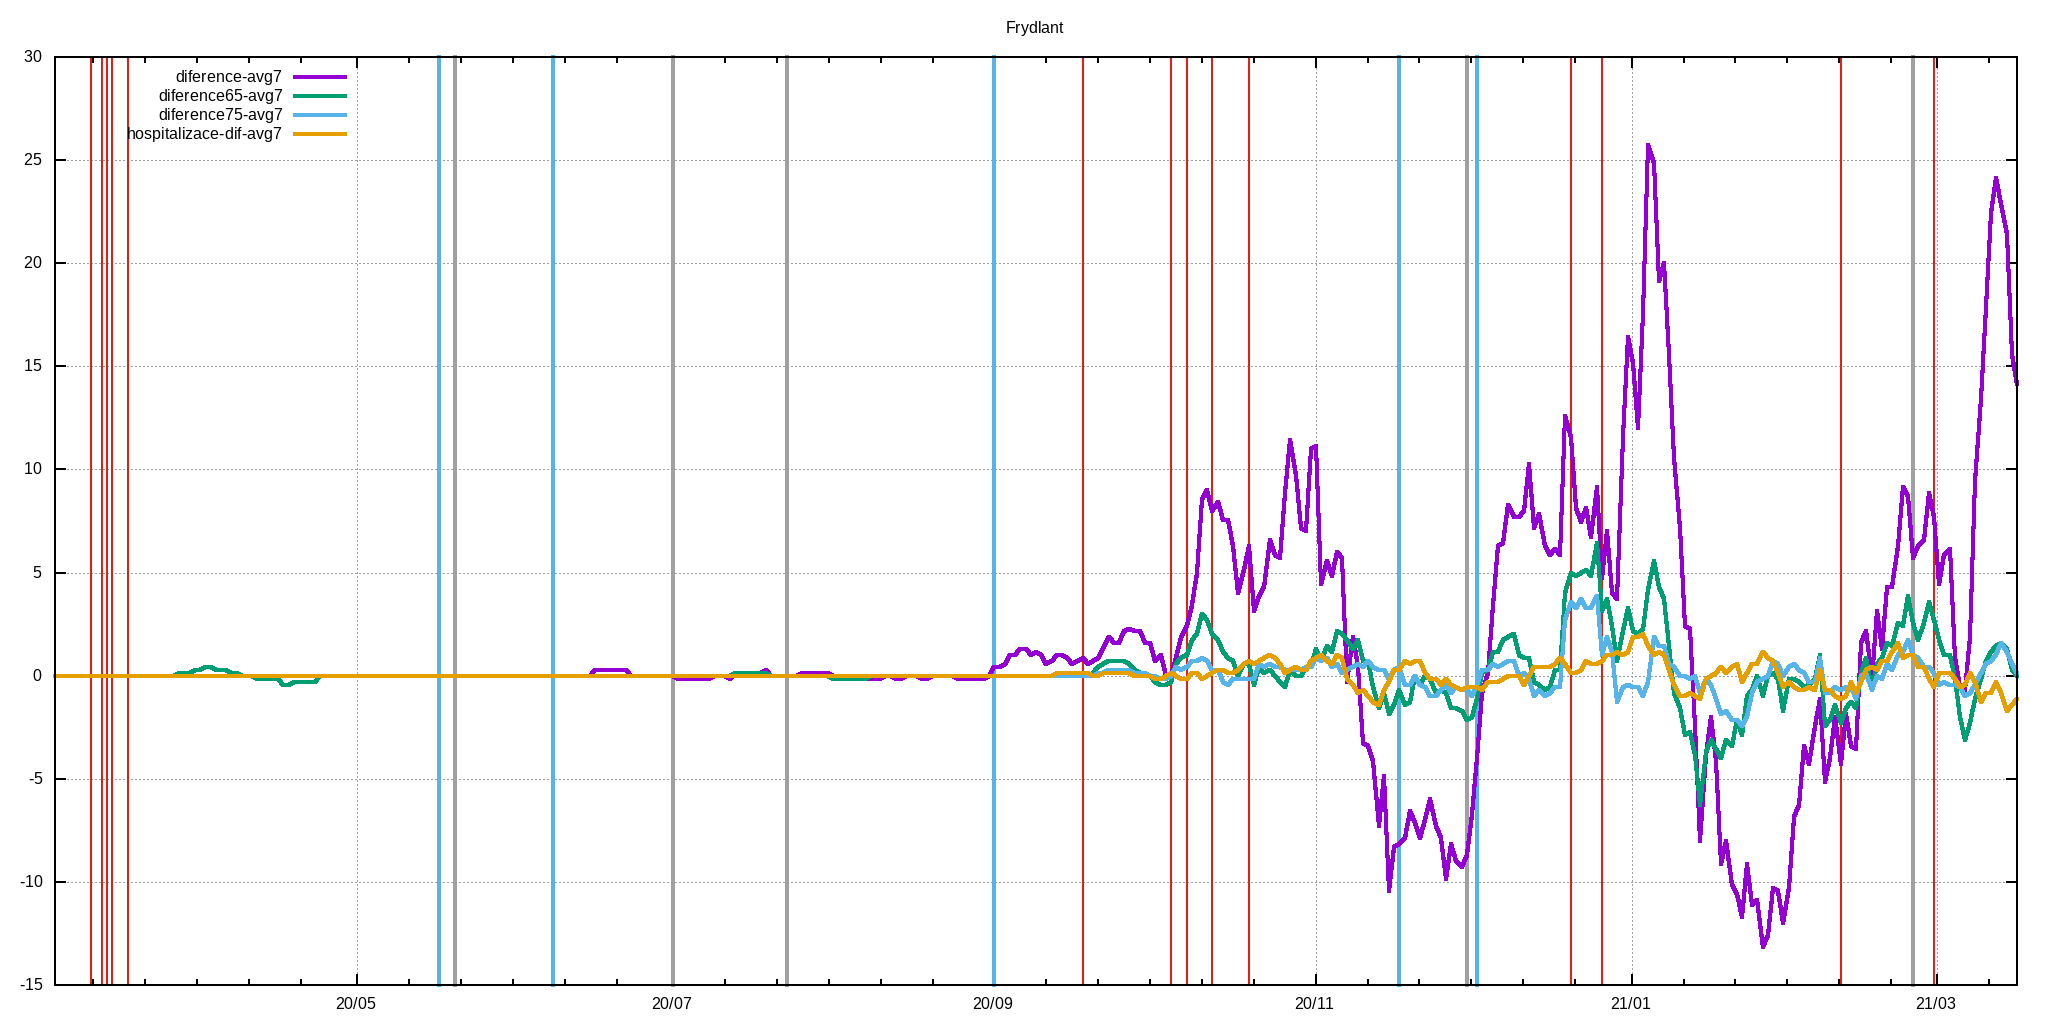 Frydlant
30
diference-avg7
diference65-avg7
diference75-avg7
hospitalizace-dif-avg7
25
20
15
10
5
0
-5
-10
-15
20/05 20/07 20/09 20/11 21/01 21/03